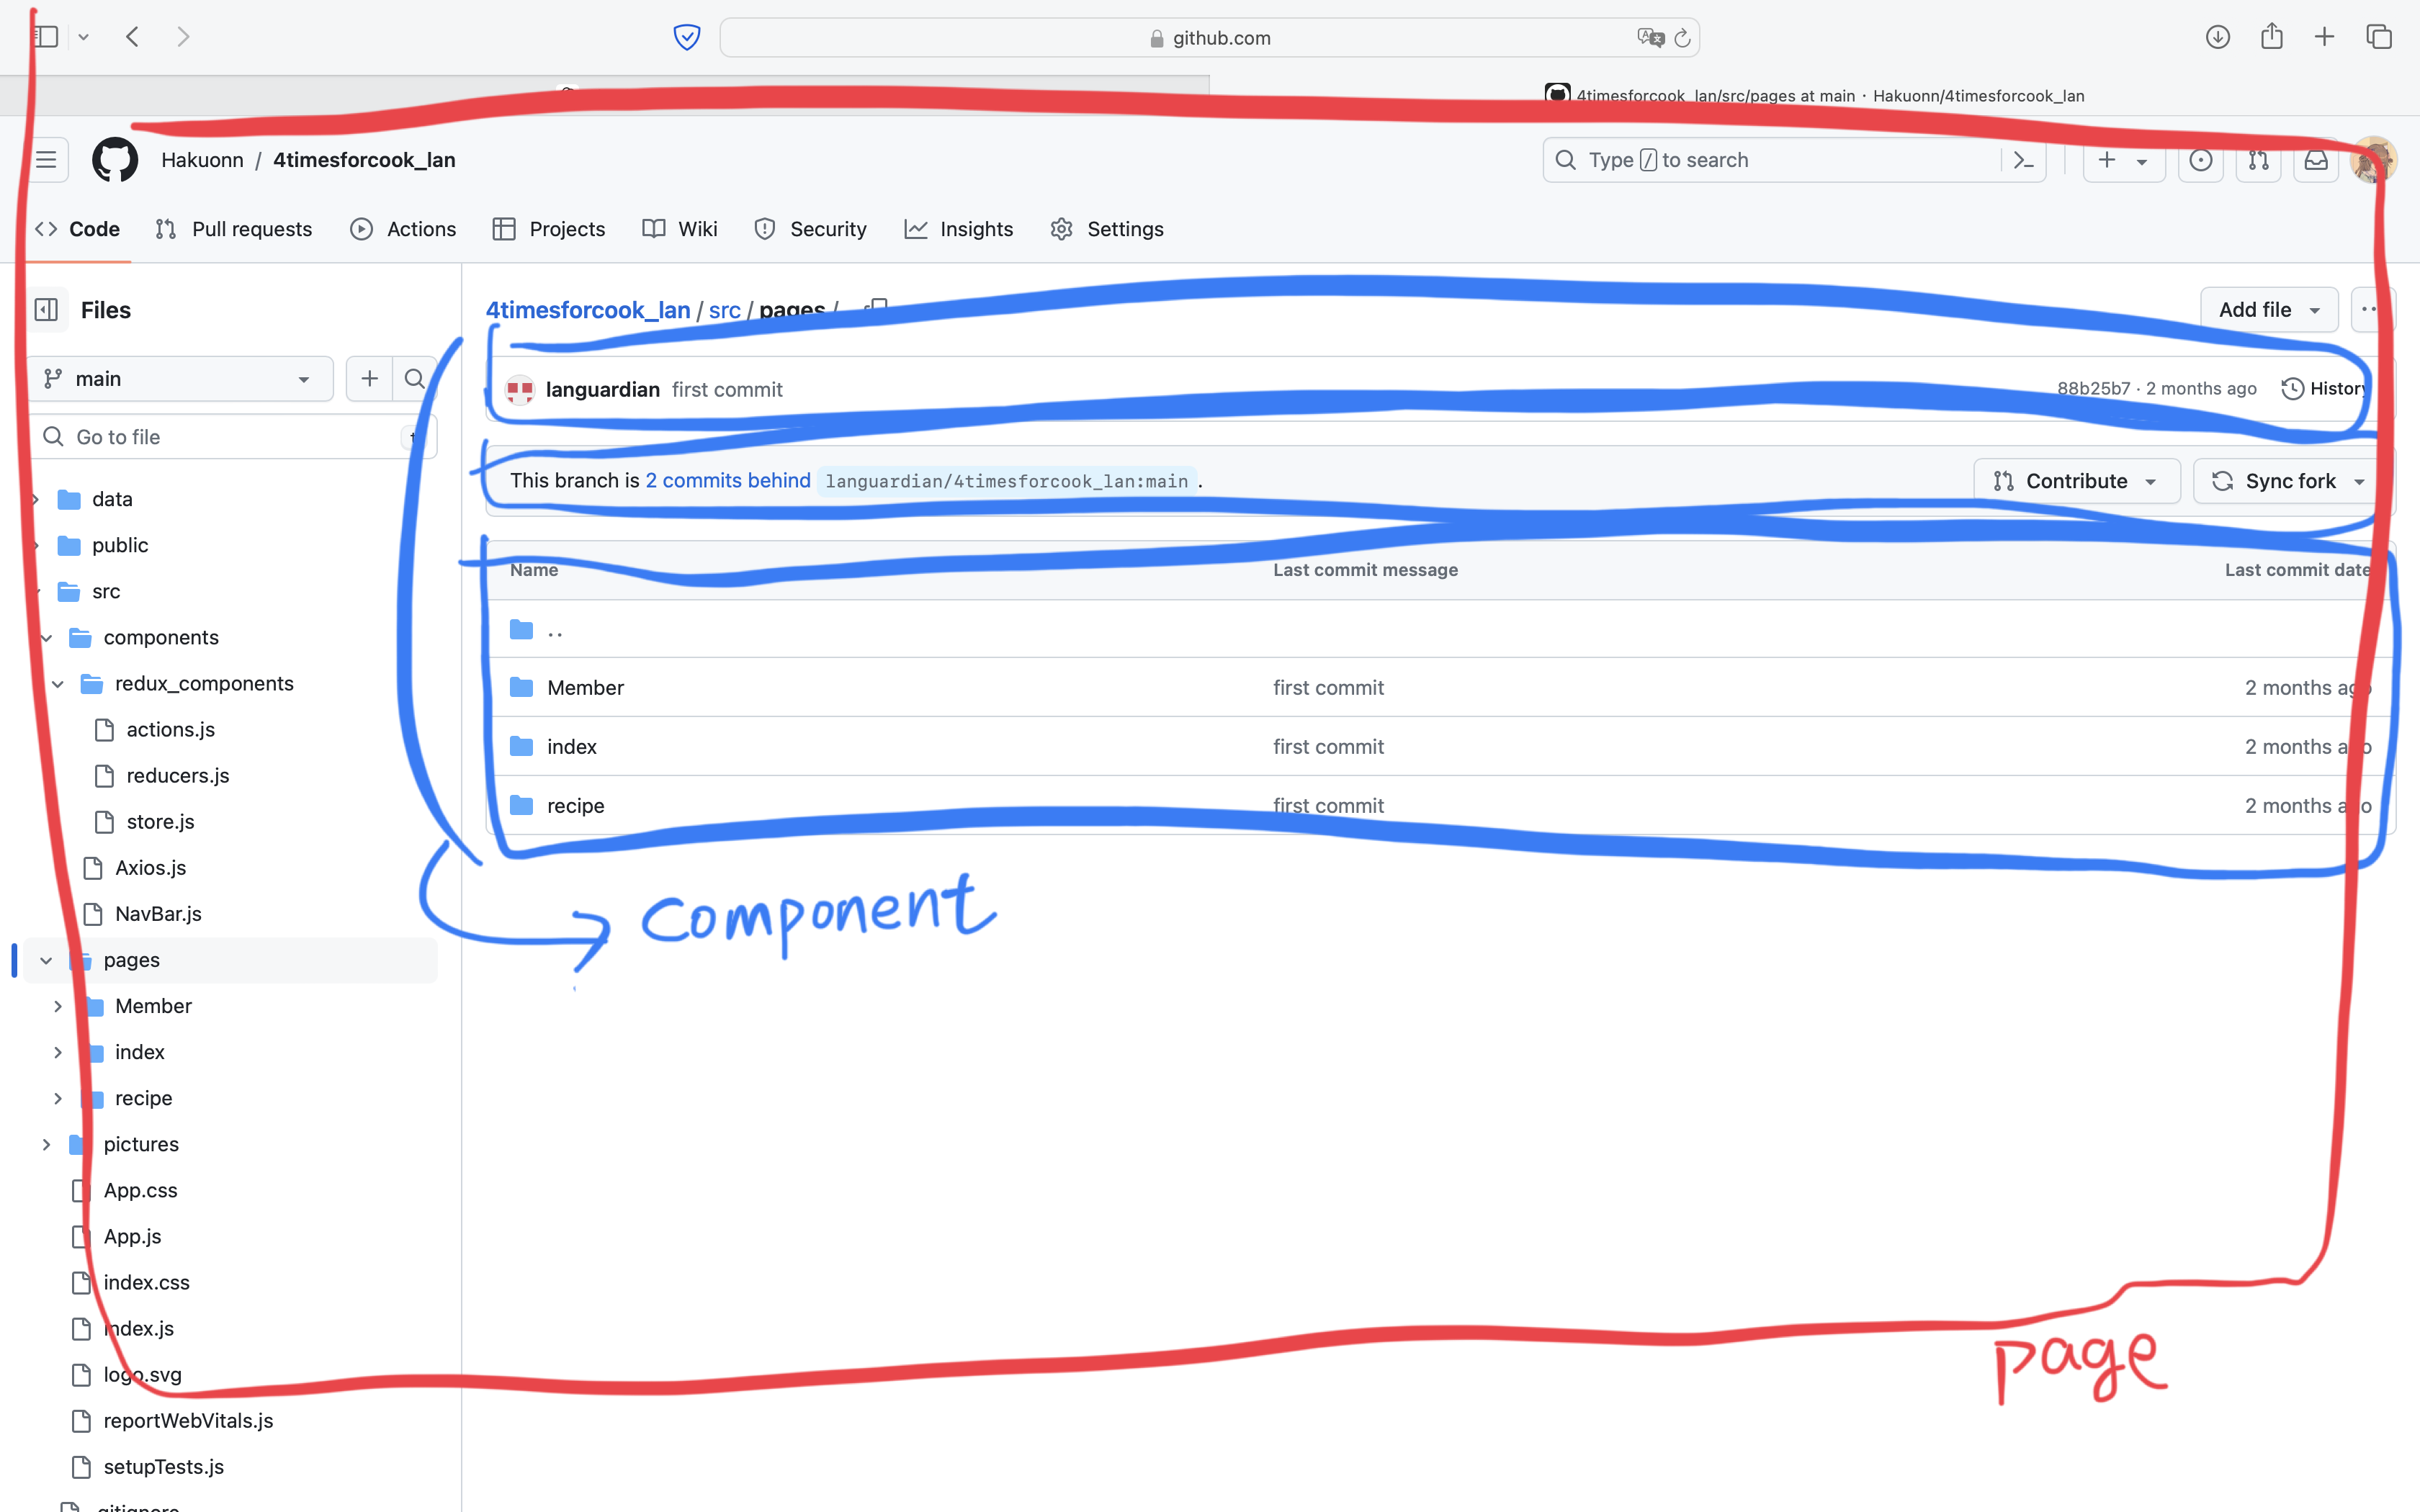 github.com
4timesforcook_lan/src/pages at main · Hakuonn/4timesforcook_lan
Hakuonn / 4timesforcook_lan
Type / to search
Code Pull requests Actions Projects Wiki Security Insights Settings
Files
main
Go to file
data
public
src
components
redux_components
actions.js
reducers.js
store.js
Axios.js
NavBar.js
pages
Member
index
recipe
pictures
App.css
App.js
index.css
index.js
logo.svg
reportWebVitals.js
setupTests.js
.gitignore
4timesforcook_lan / src / pages /
Add file
languardian first commit
88b25b7 · 2 months ago History
This branch is 2 commits behind languardian/4timesforcook_lan:main .
Contribute Sync fork
Name Last commit message Last commit date
..
Member first commit 2 months ago
index first commit 2 months ago
recipe first commit 2 months ago
Component
page